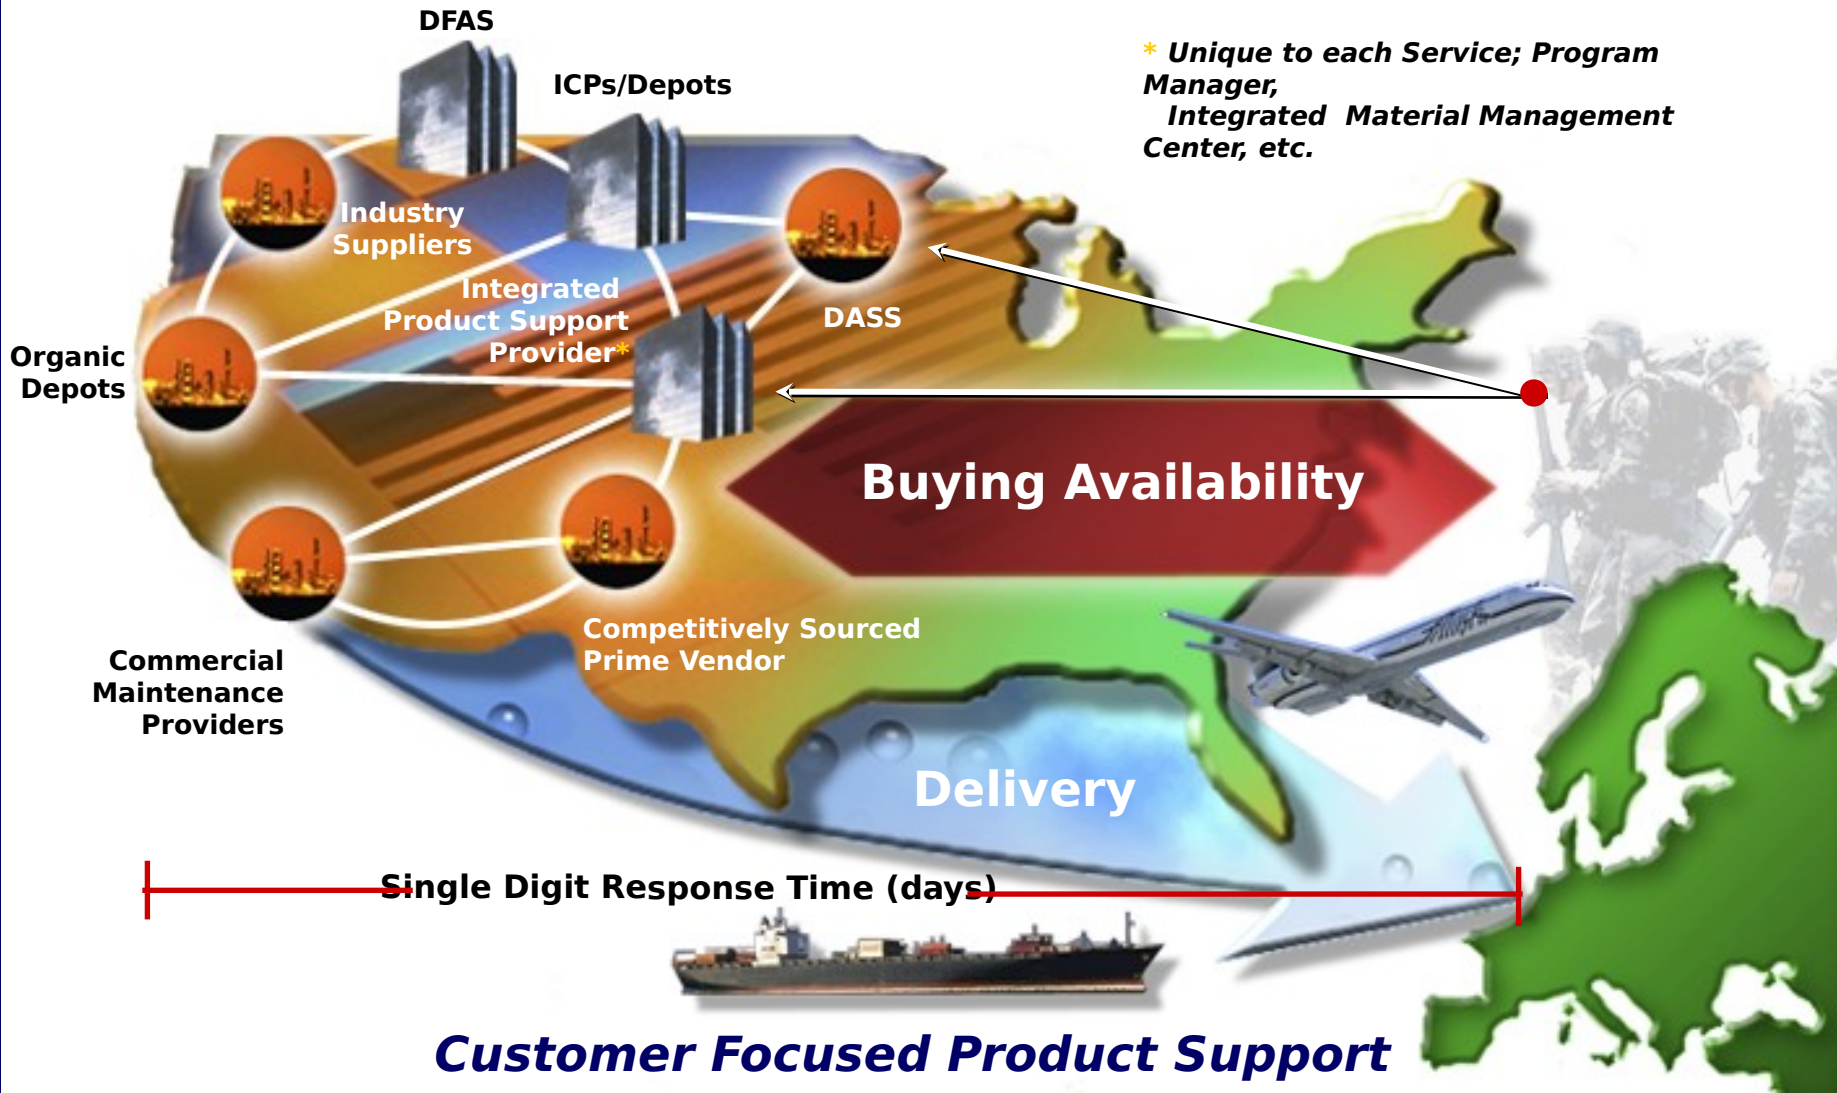 DFAS
ICPs/Depots
* Unique to each Service; Program
Manager,
Integrated  Material Management
Center, etc.
Industry
Suppliers
Integrated
Product Support
Provider*
DASS
Organic
Depots
Buying Availability
Competitively Sourced
Prime Vendor
Commercial
Maintenance
Providers
Delivery
Single Digit Response Time (days)
Customer Focused Product Support